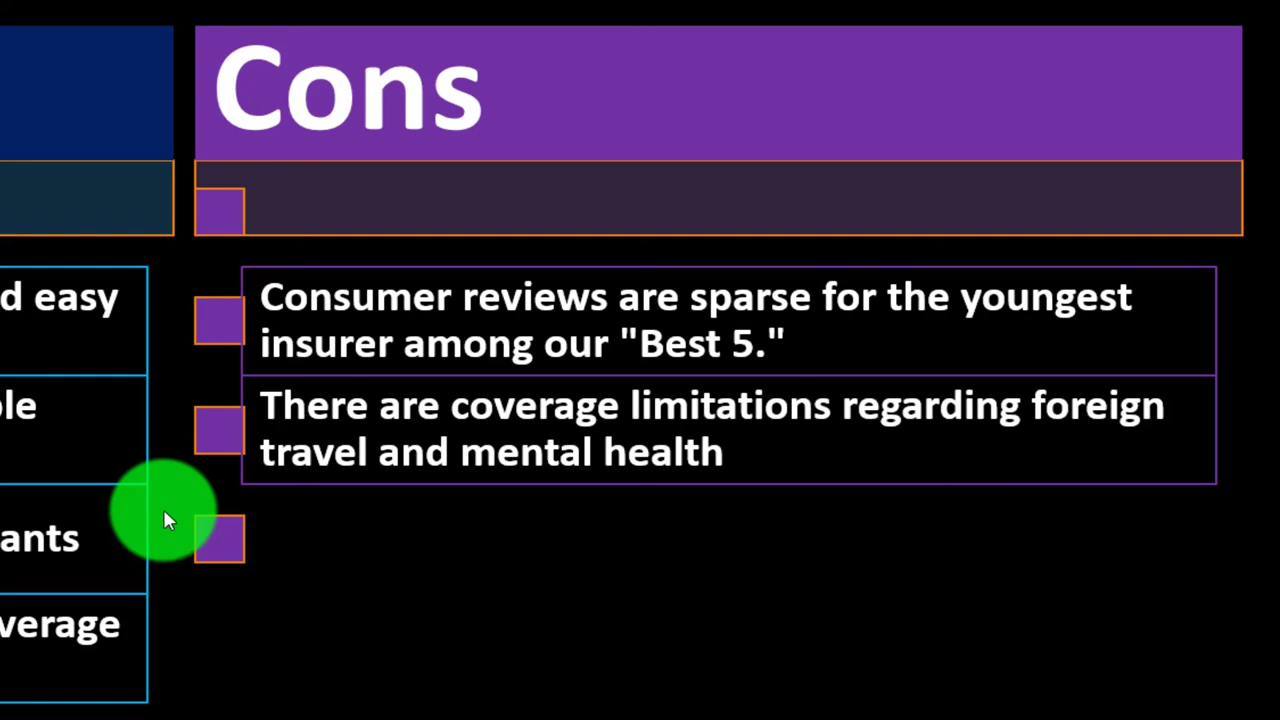 Cons
d easy
Consumer reviews are sparse for the youngest
insurer among our "Best 5."
There are coverage limitations regarding foreign
travel and mental health
ants
verage